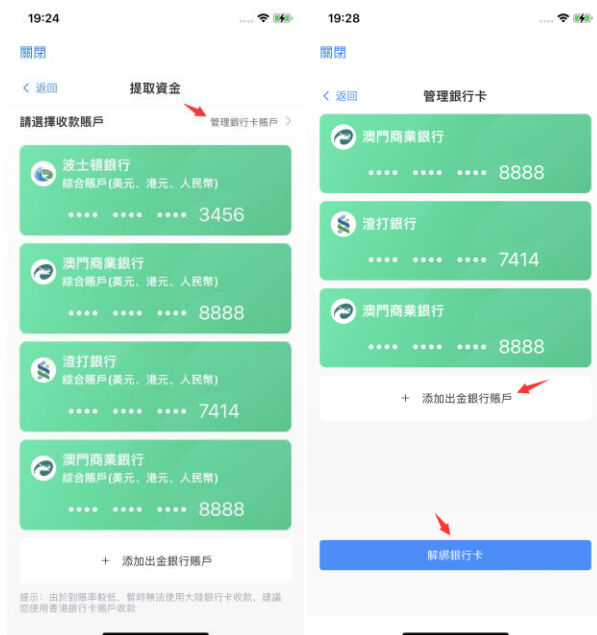 19:24
關閉
返回
提取資金
請選擇收款賬戶
管理銀行卡賬戶
波士頓銀行
綜合賬戶(美元、港元、人民幣)
•••• •••• •••• 3456
澳門商業銀行
綜合賬戶(美元、港元、人民幣)
•••• •••• •••• 8888
渣打銀行
綜合賬戶(美元、港元、人民幣)
•••• •••• •••• 7414
澳門商業銀行
綜合賬戶(美元、港元、人民幣)
•••• •••• •••• 8888
+ 添加出金銀行賬戶
提示：由於到賬率較低，暫時無法使用大陸銀行卡收款，建議
您使用香港銀行卡賬戶收款
19:28
關閉
返回
管理銀行卡
澳門商業銀行
•••• •••• •••• 8888
渣打銀行
•••• •••• •••• 7414
澳門商業銀行
•••• •••• •••• 8888
+ 添加出金銀行賬戶
解綁銀行卡